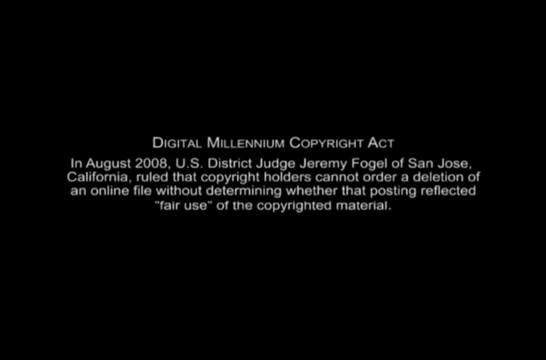 DIGITAL MILLENNIUM COPYRIGHT ACT
In August 2008, U.S. District Judge Jeremy Fogel of San Jose,
California, ruled that copyright holders cannot order a deletion of
an online file without determining whether that posting reflected
"fair use" of the copyrighted material.